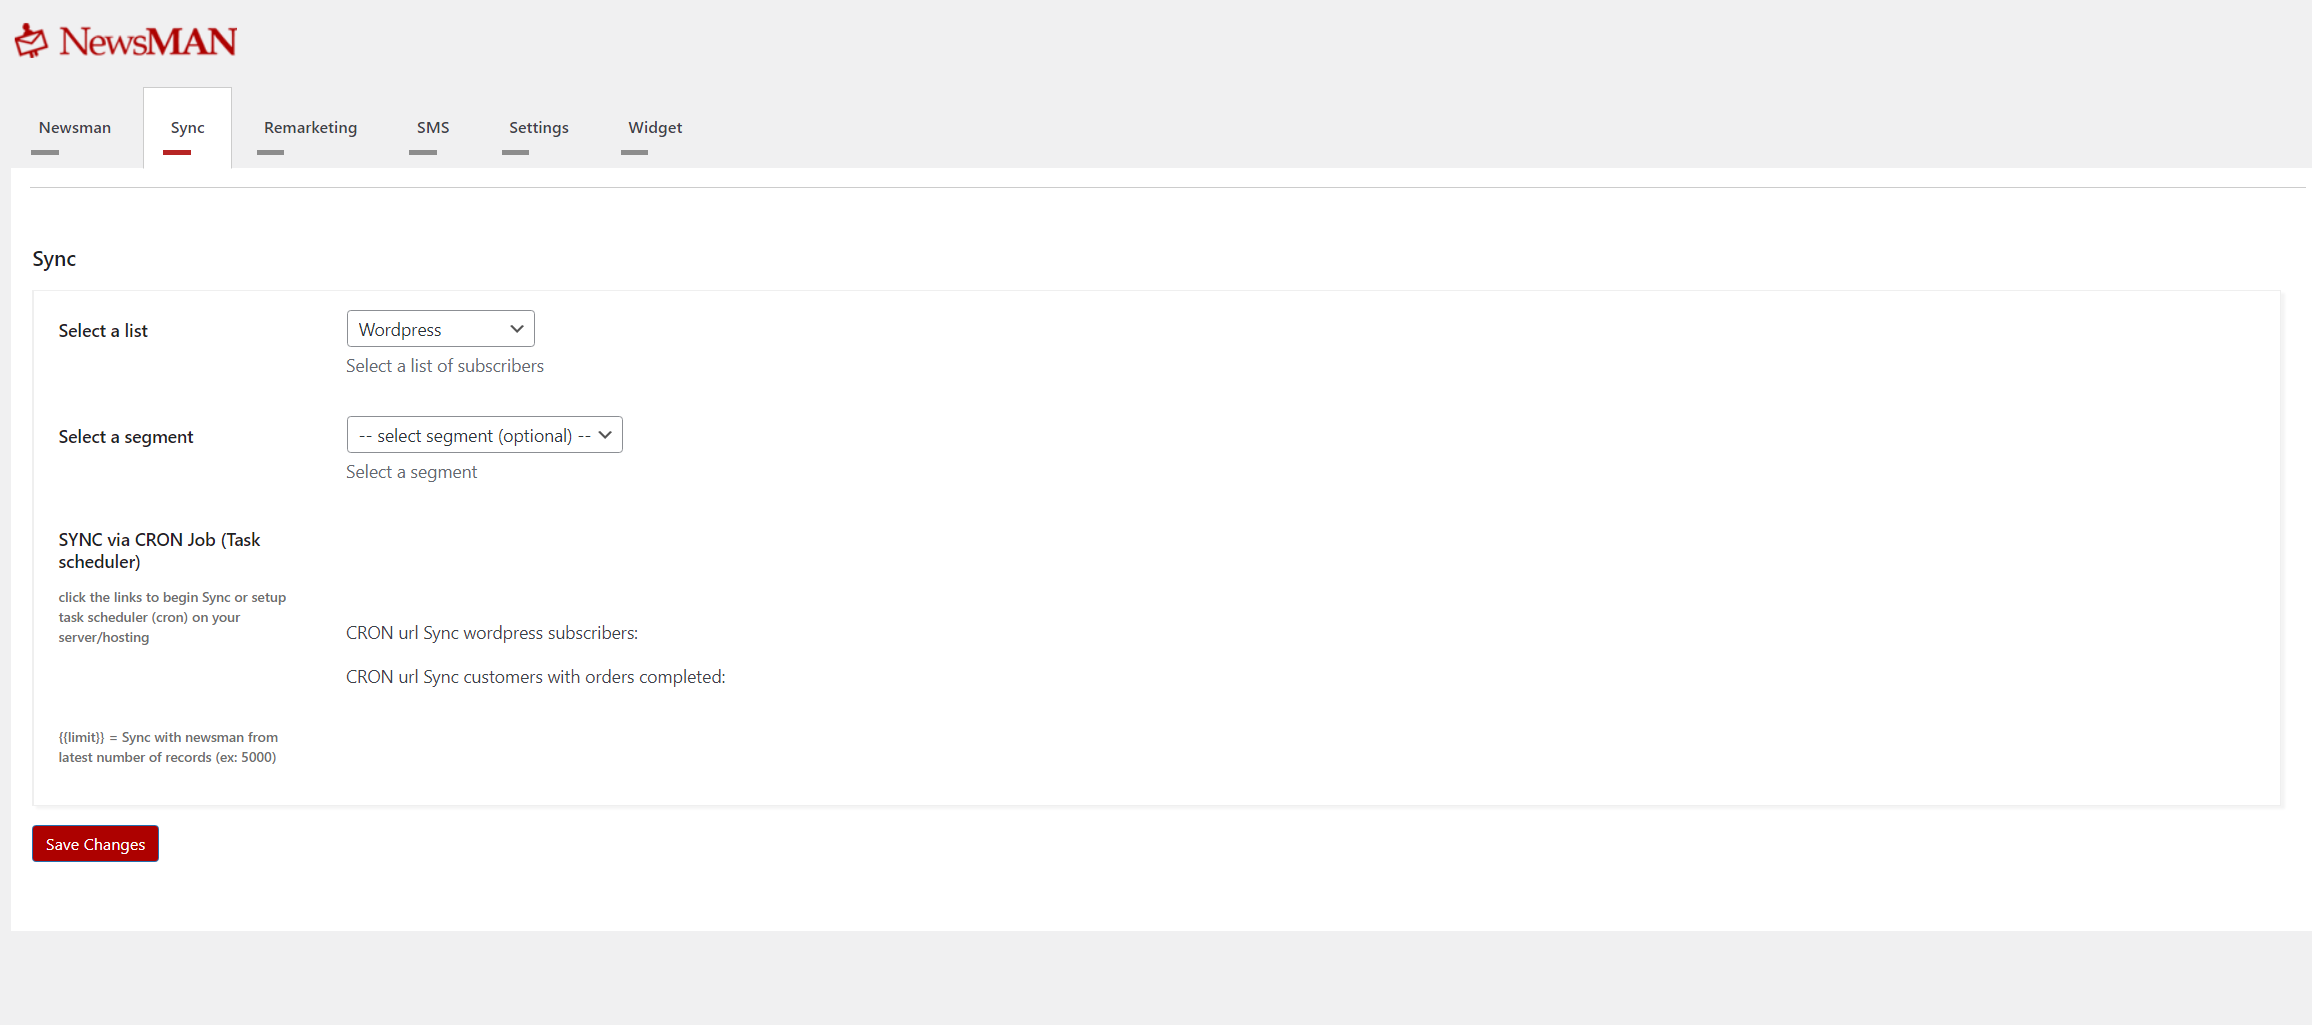 NewsMAN
Newsman Sync Remarketing SMS Settings Widget
Sync
Select a list
Wordpress
Select a list of subscribers
Select a segment
-- select segment (optional) --
Select a segment
SYNC via CRON Job (Task
scheduler)
click the links to begin Sync or setup
task scheduler (cron) on your
server/hosting
CRON url Sync wordpress subscribers:
CRON url Sync customers with orders completed:
{{limit}} = Sync with newsman from
latest number of records (ex: 5000)
Save Changes